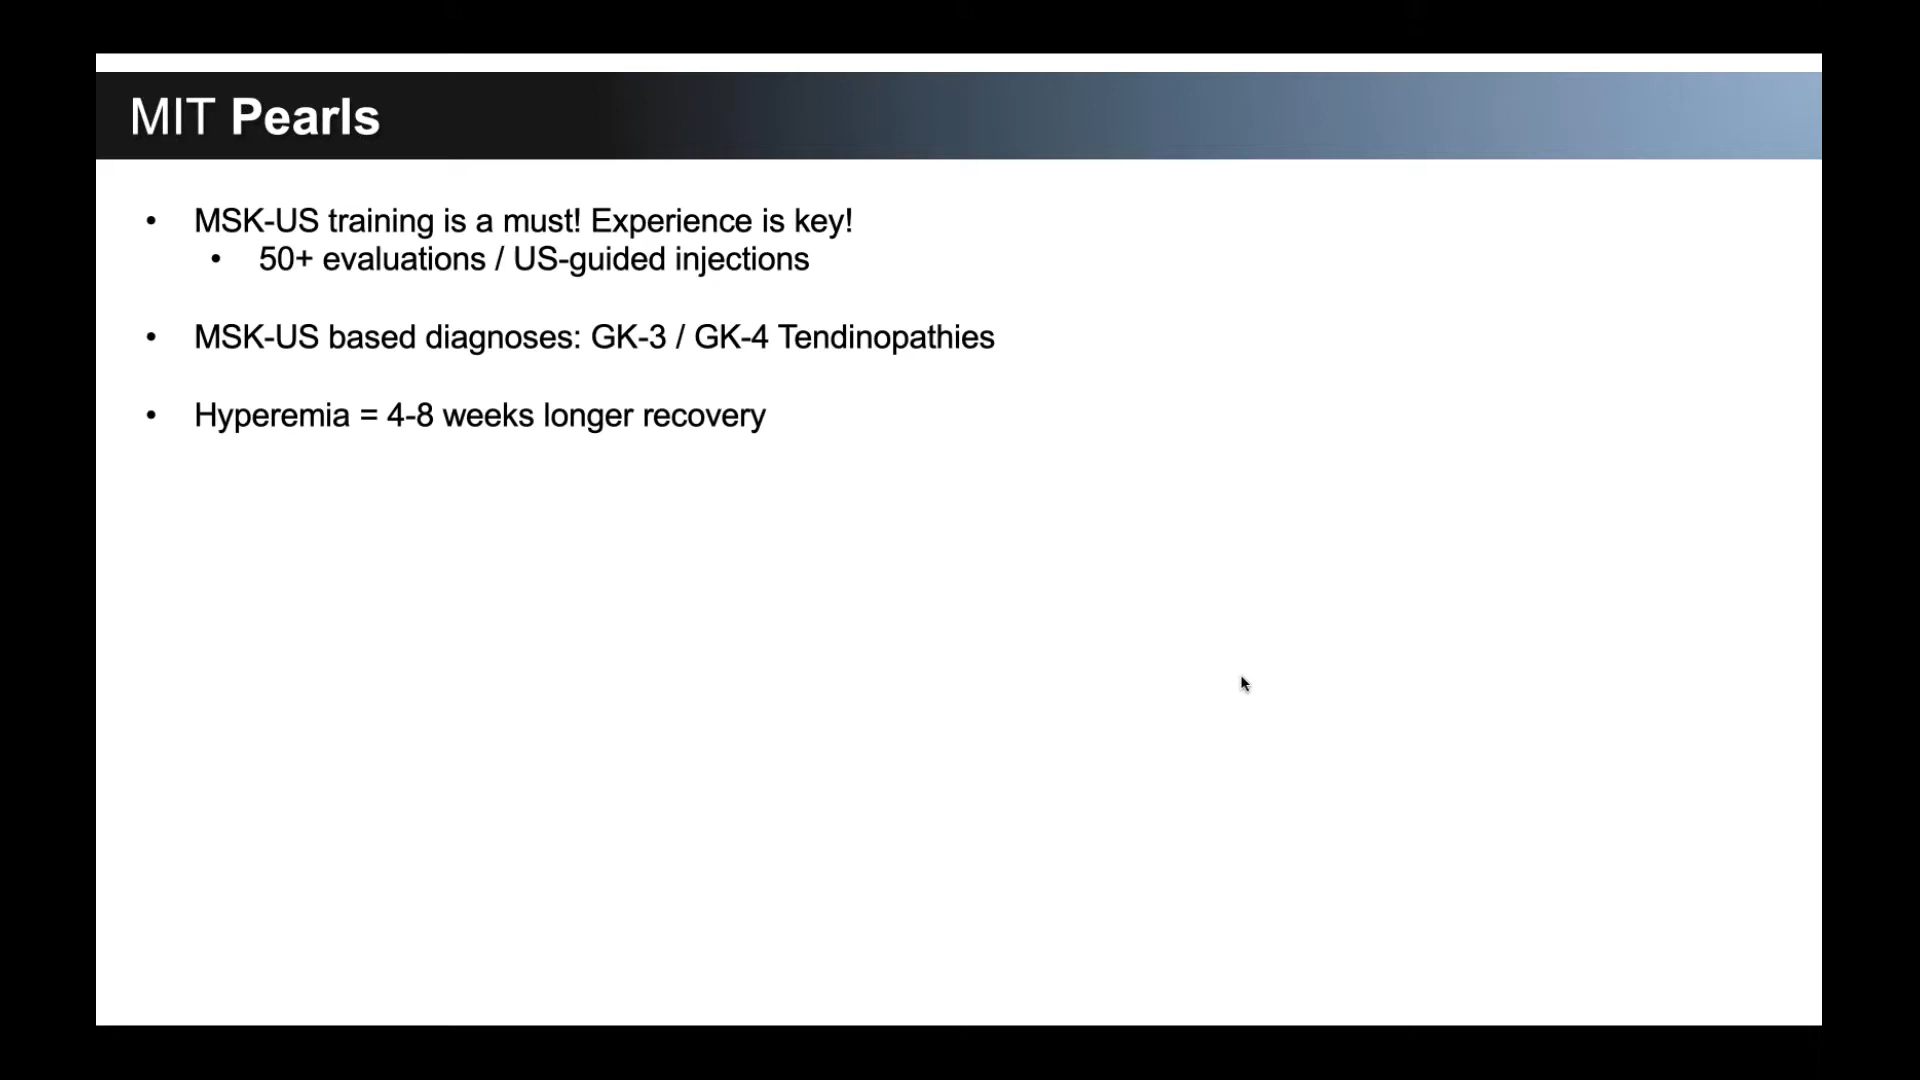 MIT Pearls
• MSK-US training is a must! Experience is key!
• 50+ evaluations / US-guided injections
• MSK-US based diagnoses: GK-3 / GK-4 Tendinopathies
• Hyperemia = 4-8 weeks longer recovery